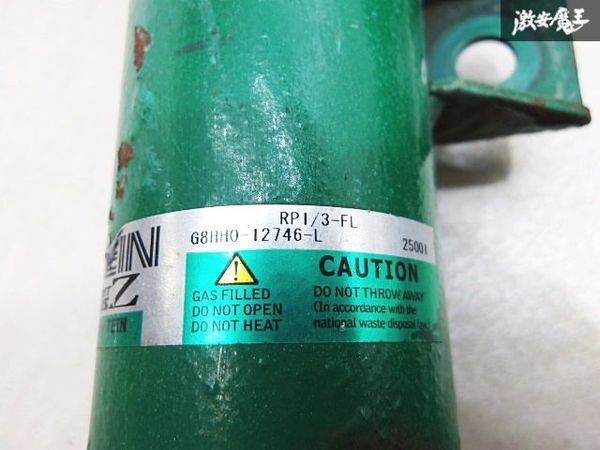 激安魔王
RP1/3-FL
G8HH0-12746-L
25001
CAUTION
GAS FILLED
DO NOT OPEN
DO NOT HEAT
DO NOT THROW AWAY
(In accordance with the
national waste disposal
IN
Z
TEIN